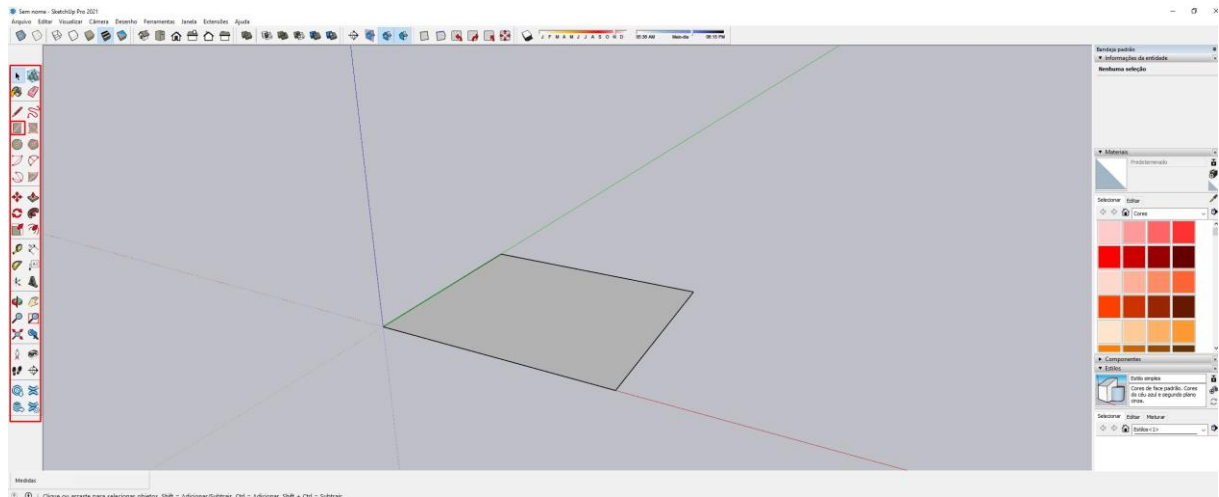 Sem nome - SketchUp Pro 2021
Arquivo Editar Visualizar Câmera Desenho Ferramentas Janela Extensões Ajuda
J F M A M J J A S O N D
Meio-dia
Bandeja padrão
Informações da entidade
Nenhuma seleção
Materiais
Predeterminado
Selecionar Editar
Cores
Componentes
Estilos
Estilo simples
Cores de face padrão. Cores
do céu azul e segundo plano
cinza.
Selecionar Editar Misturar
Estilos<1>
Medidas
Clique ou arraste para selecionar objetos. Shift = Adicionar/Subtrair. Ctrl = Adicionar. Shift + Ctrl = Subtrair.